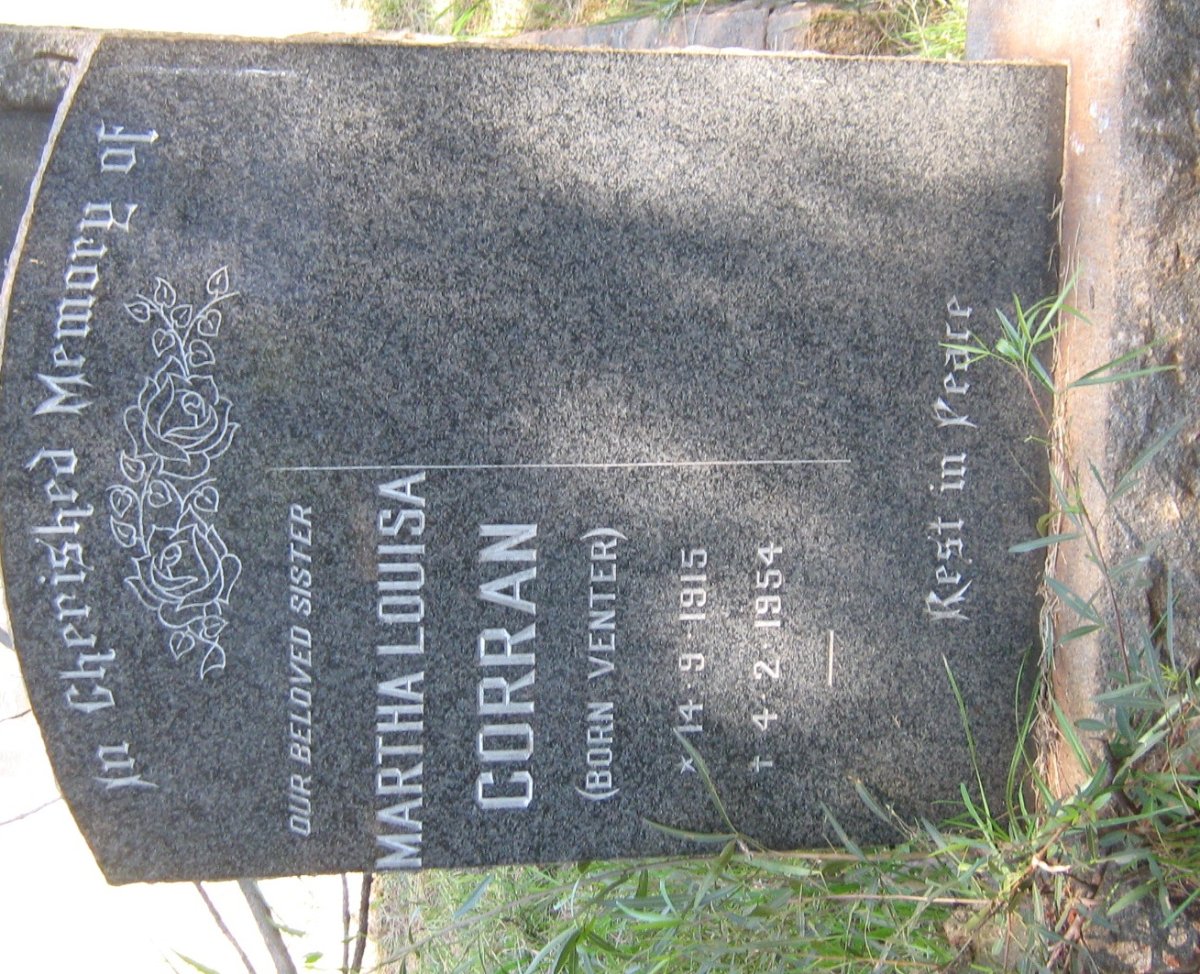 In Cherished Memory of
OUR BELOVED SISTER
MARTHA LOUISA
CORRAN
(BORN VENTER)
★ 14·9·1915
† 4·2·1954
Rest in Peace